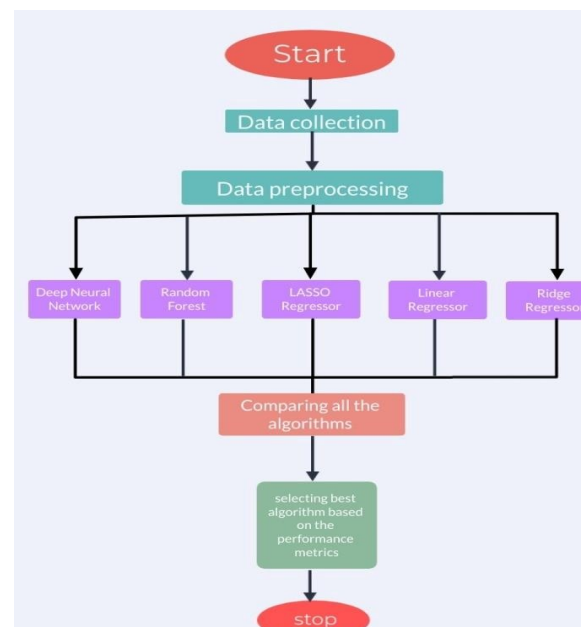 Start
Data collection
Data preprocessing
Deep Neural
Network
Random
Forest
LASSO
Regressor
Linear
Regressor
Ridge
Regressor
Comparing all the
algorithms
selecting best
algorithm based
on the
performance
metrics
stop